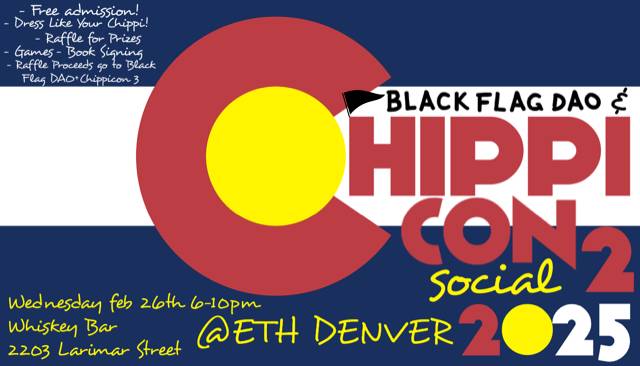 - Free admission!
- Dress Like Your Chippi!
- Raffle for Prizes
- Games - Book Signing
- Raffle Proceeds go to Black
Flag DAO+Chippicon 3
BLACK FLAG DAO &
CHIPPI
CON 2
social
Wednesday feb 26th 6-10pm
Whiskey Bar
2203 Larimar Street
@ETH DENVER 2025